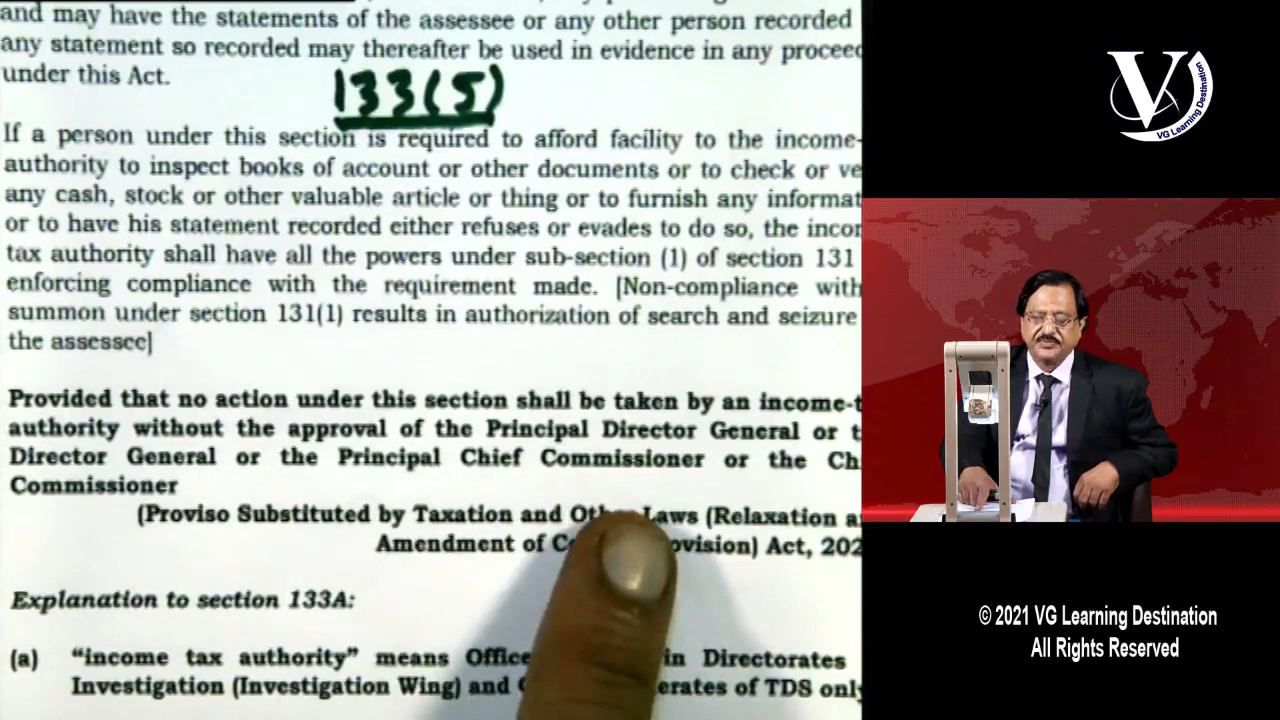 and may have the statements of the assessee or any other person recorded
any statement so recorded may thereafter be used in evidence in any proceed
under this Act.
133(5)
If a person under this section is required to afford facility to the income-
authority to inspect books of account or other documents or to check or ve
any cash, stock or other valuable article or thing or to furnish any informat
or to have his statement recorded either refuses or evades to do so, the incom
tax authority shall have all the powers under sub-section (1) of section 131
enforcing compliance with the requirement made. [Non-compliance with
summon under section 131(1) results in authorization of search and seizure
the assessee]
Provided that no action under this section shall be taken by an income-t
authority without the approval of the Principal Director General or t
Director General or the Principal Chief Commissioner or the Ch
Commissioner
(Proviso Substituted by Taxation and Other Laws (Relaxation a
Amendment of C ovision) Act, 202
Explanation to section 133A:
(a) “income tax authority” means Office in Directorates
Investigation (Investigation Wing) and erates of TDS only
V
VG Learning Destination
© 2021 VG Learning Destination
All Rights Reserved